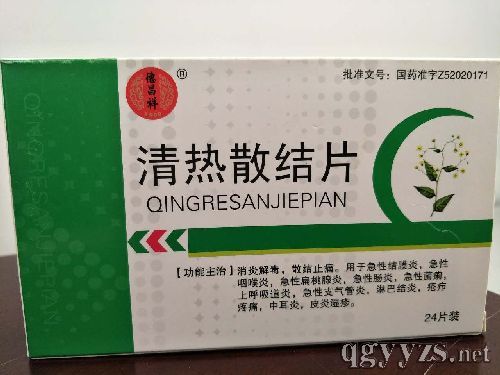 德昌祥®
批准文号：国药准字Z52020171
清热散结片
QINGRESANJIEPIAN
【功能主治】消炎解毒，散结止痛。用于急性结膜炎，急性
咽喉炎，急性扁桃腺炎，急性肠炎，急性菌痢，
上呼吸道炎，急性支气管炎，淋巴结炎，疮疖
疼痛，中耳炎，皮炎湿疹。
24片装
qgyyzs.net